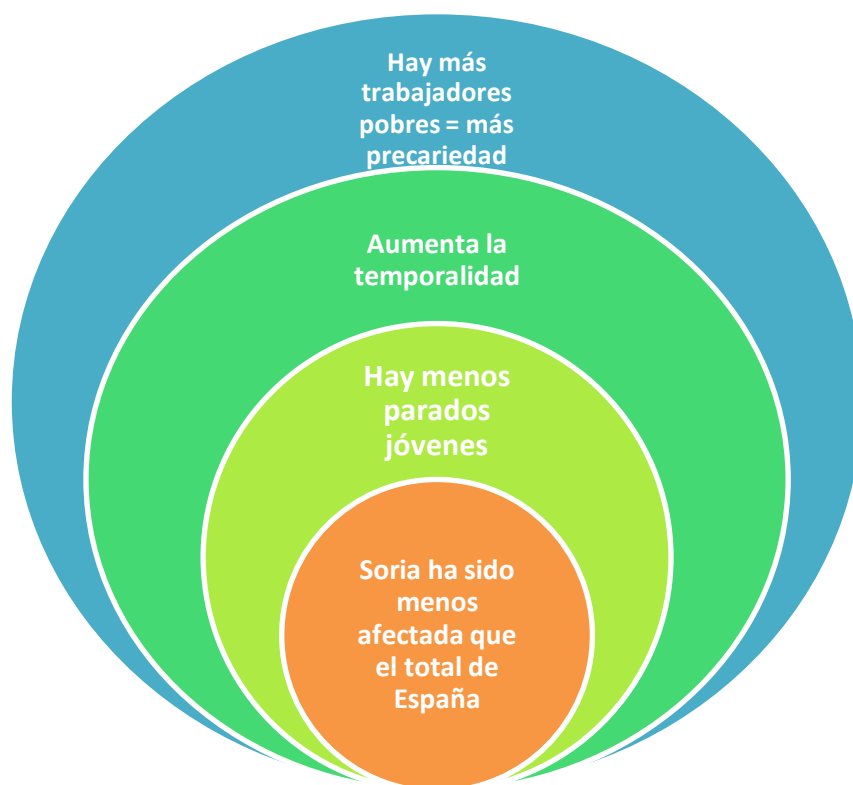 Hay más
trabajadores
pobres = más
precariedad
Aumenta la
temporalidad
Hay menos
parados
jóvenes
Soria ha sido
menos
afectada que
el total de
España